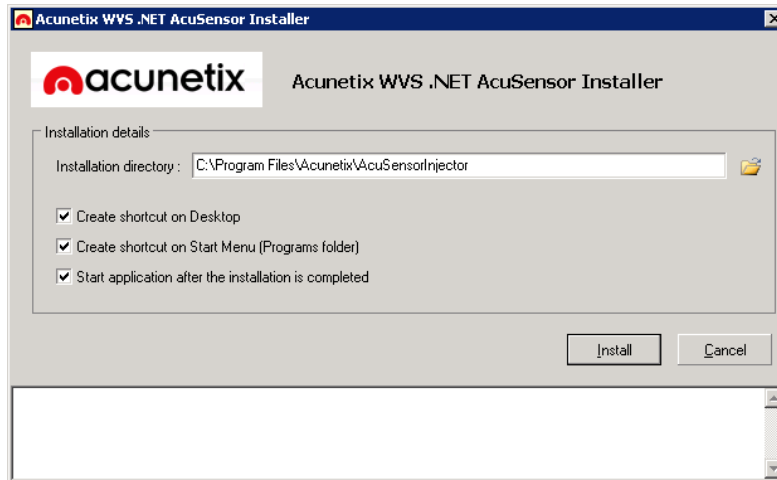 Acunetix WVS .NET AcuSensor Installer
acunetix
Acunetix WVS .NET AcuSensor Installer
Installation details
Installation directory : C:\Program Files\Acunetix\AcuSensorInjector
Create shortcut on Desktop
Create shortcut on Start Menu (Programs folder)
Start application after the installation is completed
Install Cancel